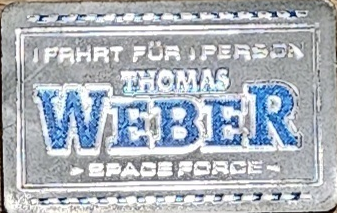 1 FAHRT FÜR 1 PERSON
THOMAS
WEBER
- SPACE FORCE -